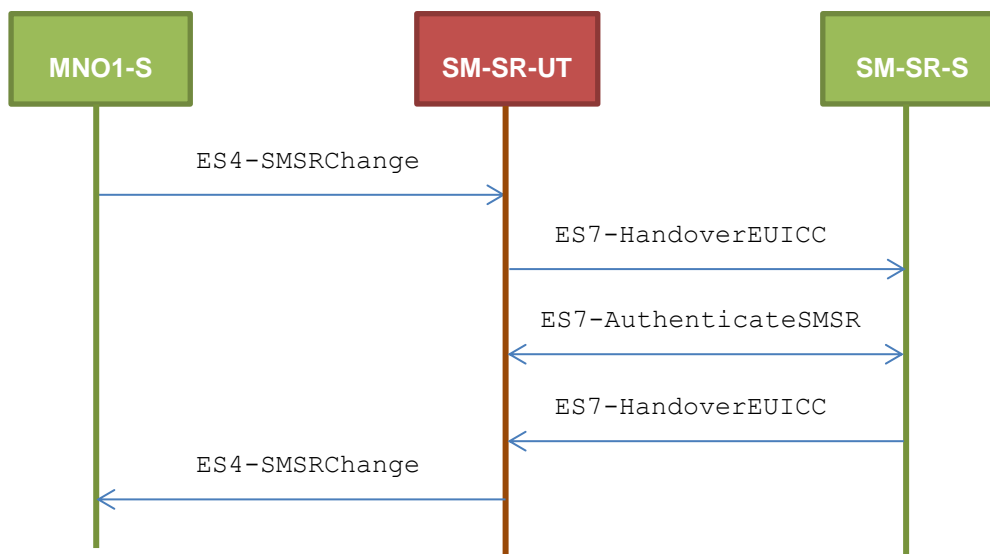 MNO1-S
SM-SR-UT
SM-SR-S
ES4-SMSRChange
ES7-HandoverEUICC
ES7-AuthenticateSMSR
ES7-HandoverEUICC
ES4-SMSRChange